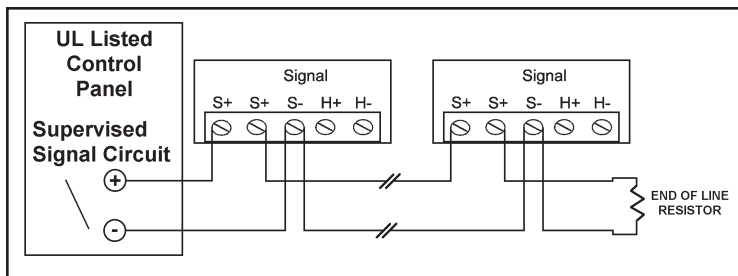 UL Listed
Control
Panel
Supervised
Signal Circuit
+
-
Signal
S+ S+ S- H+ H-
Signal
S+ S+ S- H+ H-
END OF LINE
RESISTOR